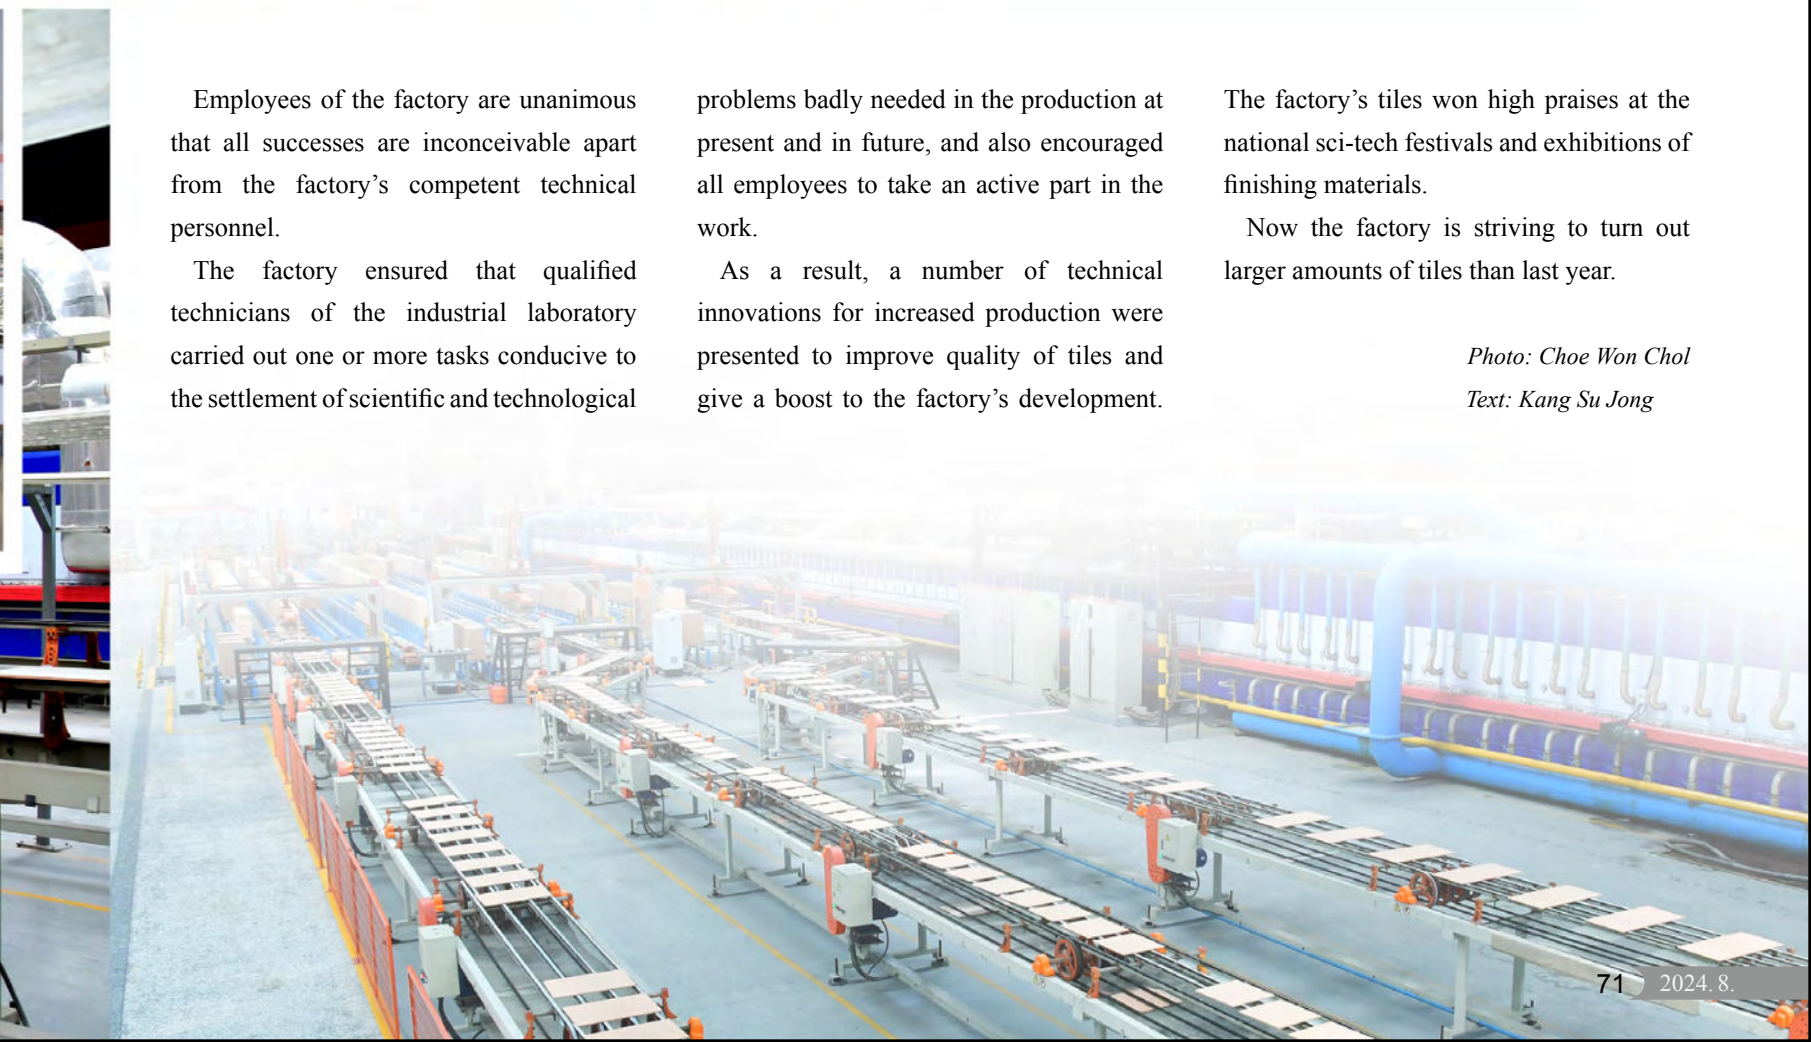 Employees of the factory are unanimous
that all successes are inconceivable apart
from the factory’s competent technical
personnel.
The factory ensured that qualified
technicians of the industrial laboratory
carried out one or more tasks conducive to
the settlement of scientific and technological
problems badly needed in the production at
present and in future, and also encouraged
all employees to take an active part in the
work.
As a result, a number of technical
innovations for increased production were
presented to improve quality of tiles and
give a boost to the factory’s development.
The factory’s tiles won high praises at the
national sci-tech festivals and exhibitions of
finishing materials.
Now the factory is striving to turn out
larger amounts of tiles than last year.
Photo: Choe Won Chol
Text: Kang Su Jong
71 2024. 8.